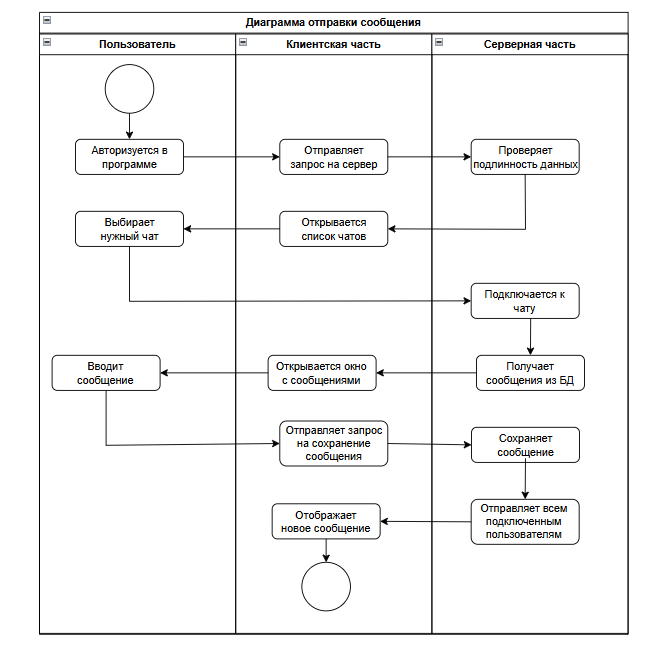 Диаграмма отправки сообщения
Пользователь
Клиентская часть
Серверная часть
Авторизуется в
программе
Отправляет
запрос на сервер
Проверяет
подлинность данных
Выбирает
нужный чат
Открывается
список чатов
Подключается к
чату
Вводит
сообщение
Открывается окно
с сообщениями
Получает
сообщения из БД
Отправляет запрос
на сохранение
сообщения
Сохраняет
сообщение
Отображает
новое сообщение
Отправляет всем
подключенным
пользователям